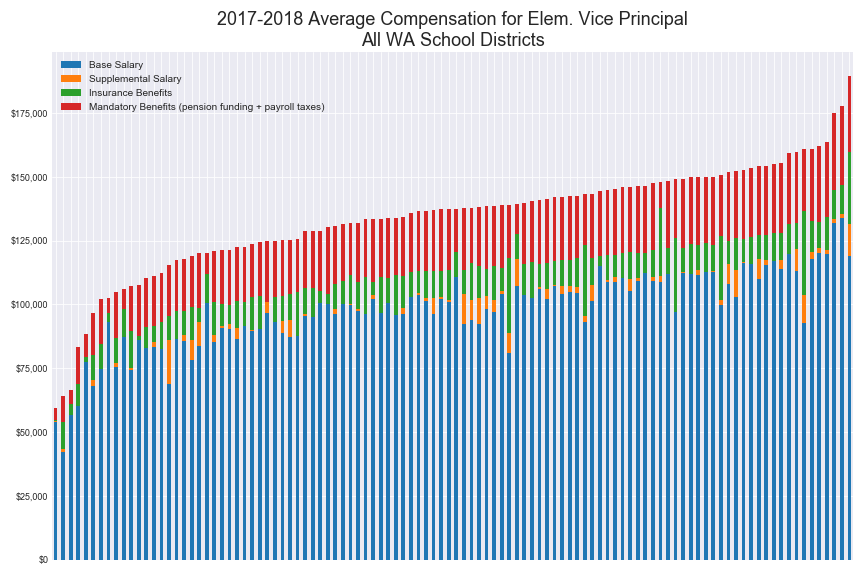 2017-2018 Average Compensation for Elem. Vice Principal
All WA School Districts
Base Salary
Supplemental Salary
Insurance Benefits
Mandatory Benefits (pension funding + payroll taxes)
$175,000
$150,000
$125,000
$100,000
$75,000
$50,000
$25,000
$0